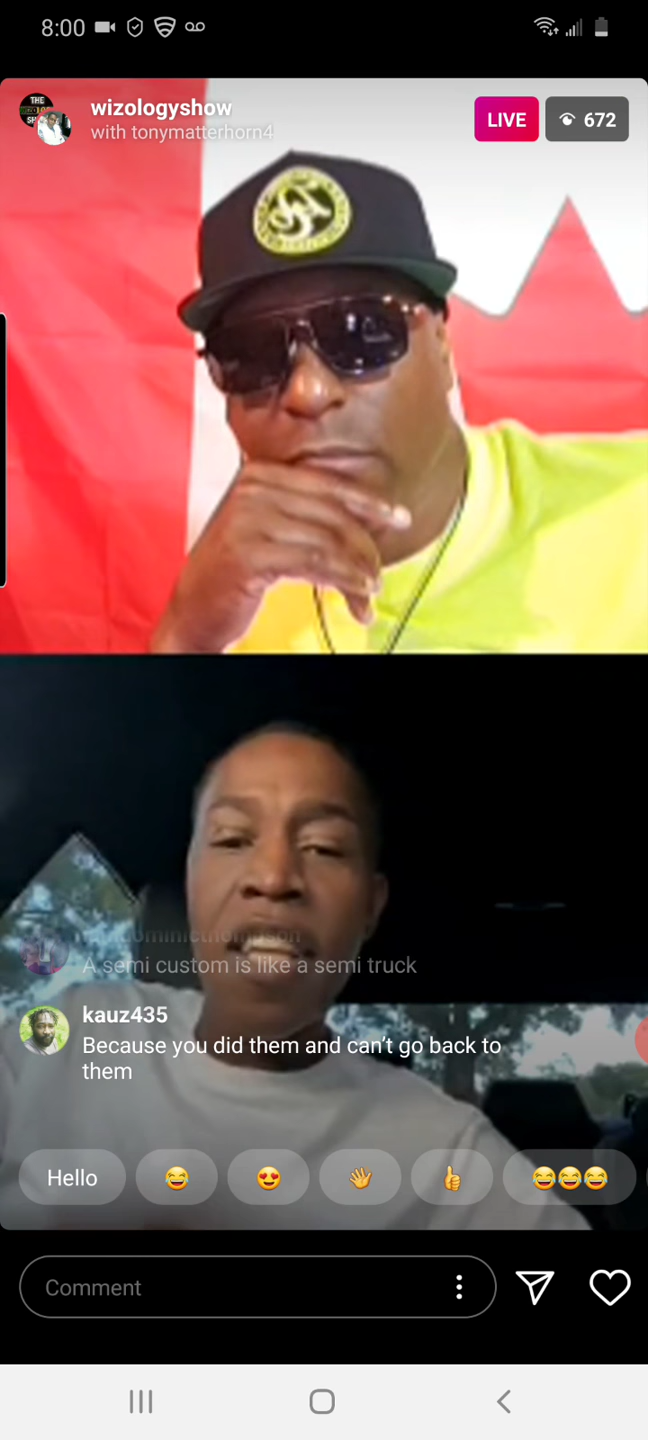 8:00
THE
wizologyshow
with tonymatterhorn4
LIVE
672
A semi custom is like a semi truck
kauz435
Because you did them and can't go back to
them
Hello
Comment